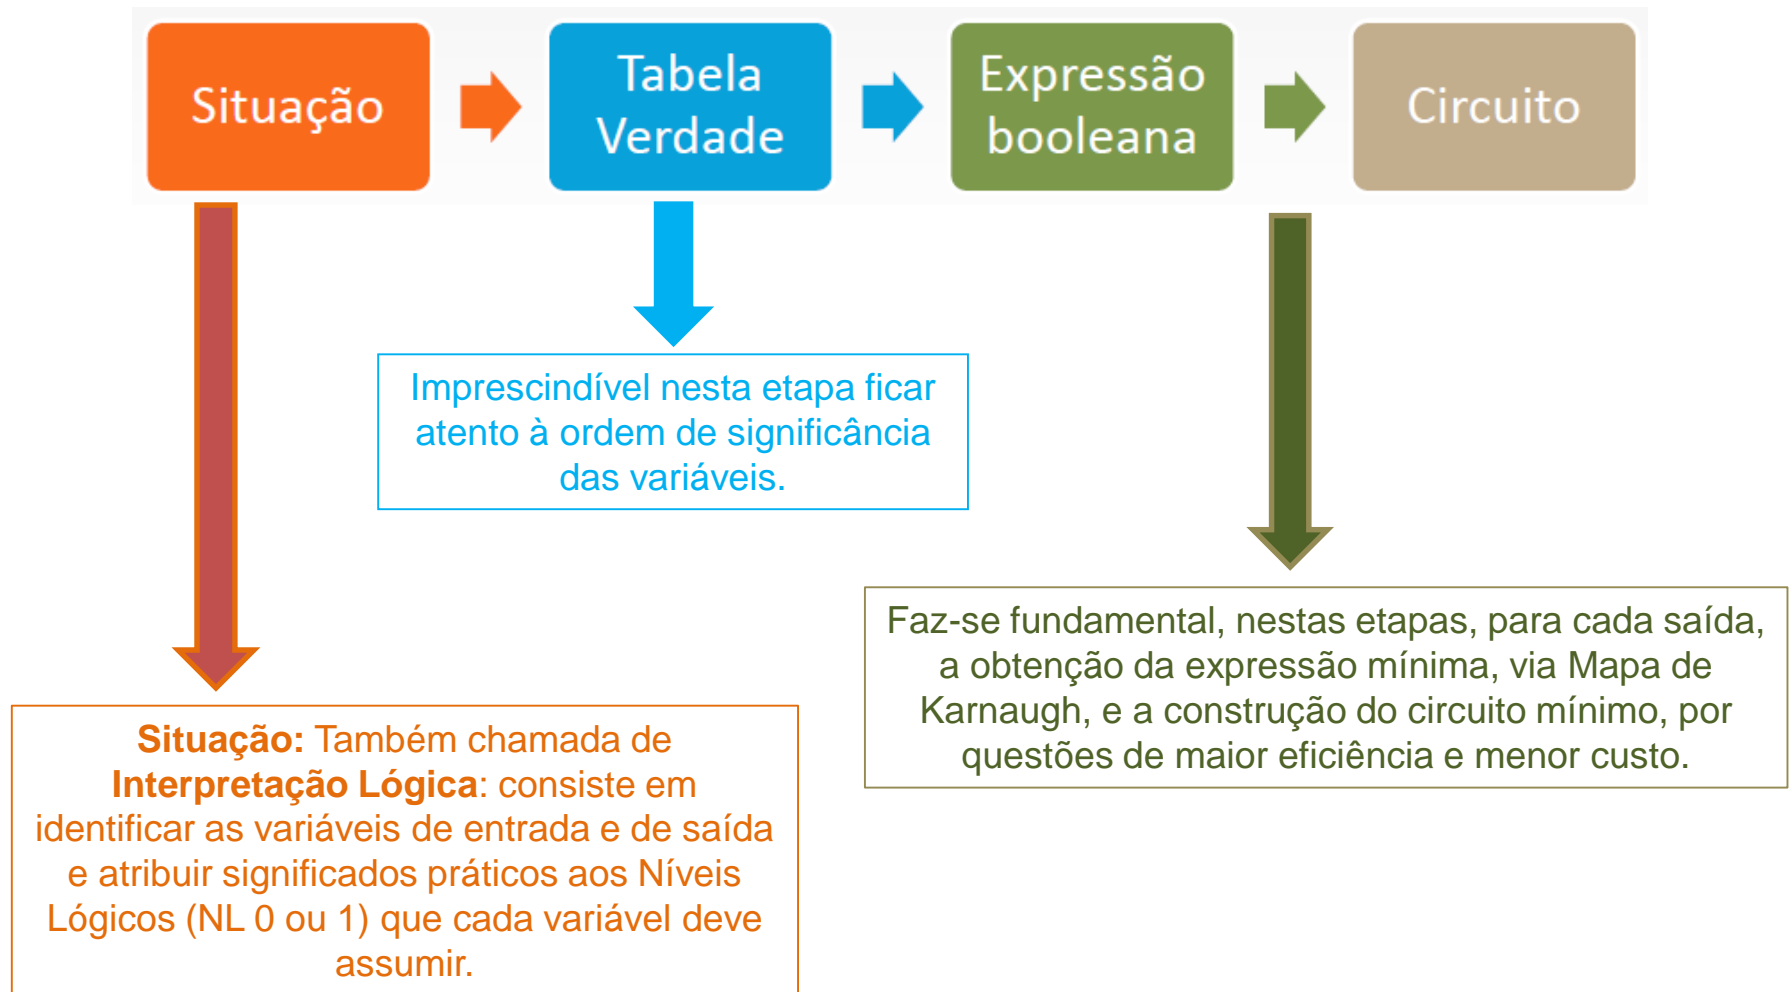 Situação
Tabela
Verdade
Expressão
booleana
Circuito
Imprescindível nesta etapa ficar
atento à ordem de significância
das variáveis.
Faz-se fundamental, nestas etapas, para cada saída,
a obtenção da expressão mínima, via Mapa de
Karnaugh, e a construção do circuito mínimo, por
questões de maior eficiência e menor custo.
Situação: Também chamada de
Interpretação Lógica: consiste em
identificar as variáveis de entrada e de saída
e atribuir significados práticos aos Níveis
Lógicos (NL 0 ou 1) que cada variável deve
assumir.